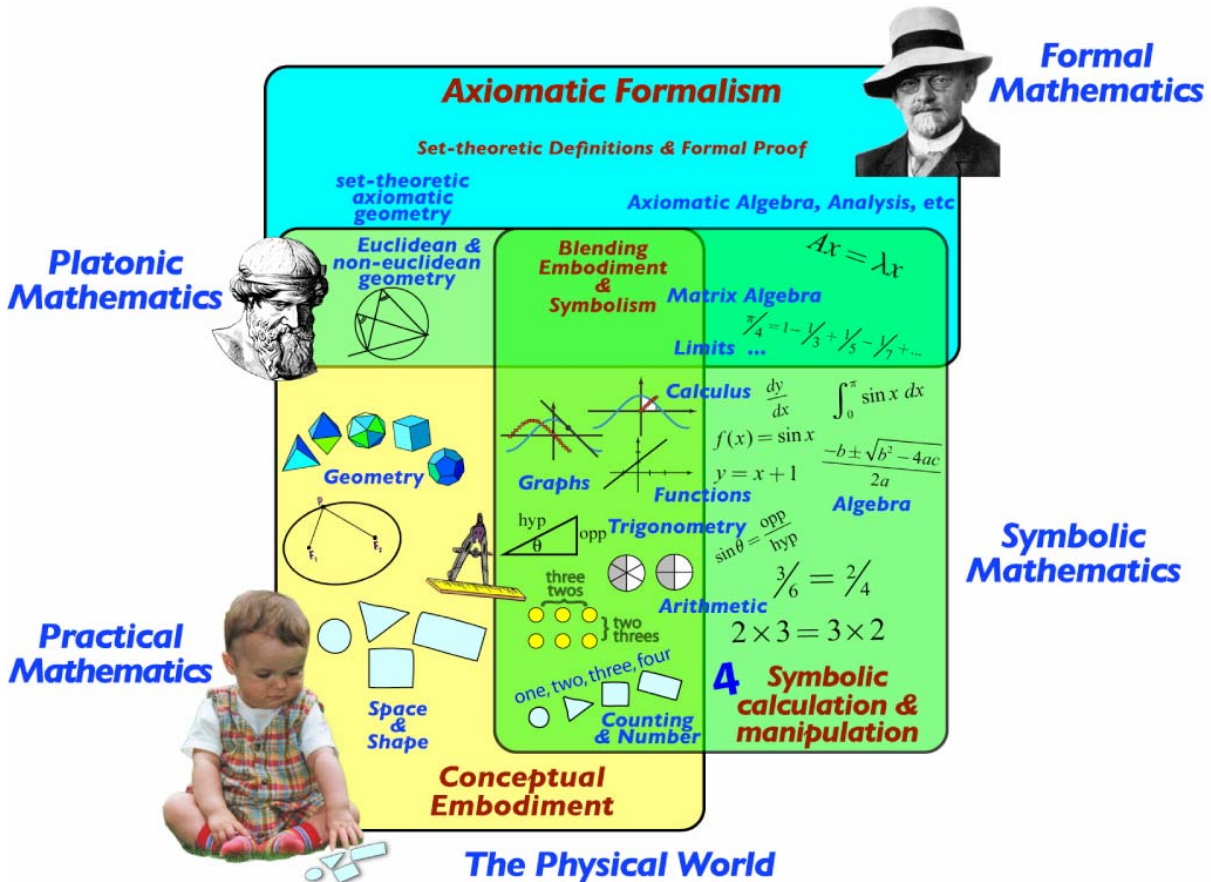 Formal
Mathematics
Axiomatic Formalism
Set-theoretic Definitions & Formal Proof
set-theoretic
axiomatic
geometry
Axiomatic Algebra, Analysis, etc
Platonic
Mathematics
Euclidean &
non-euclidean
geometry
Blending
Embodiment
&
Symbolism
Ax = λx
Matrix Algebra
π/4 = 1 − 1/3 + 1/5 − 1/7 + ...
Limits ...
Calculus
dy/dx
∫₀^π sin x dx
f(x) = sin x
y = x + 1
−b ± √b² − 4ac / 2a
Geometry
Graphs
Functions
Algebra
P
F₁
F₂
hyp
opp
θ
Trigonometry
sin θ = opp/hyp
Symbolic
Mathematics
three
twos
two
threes
Arithmetic
3/6 = 2/4
2 × 3 = 3 × 2
Practical
Mathematics
Space
&
Shape
one, two, three, four
Counting
& Number
4
Symbolic
calculation &
manipulation
Conceptual
Embodiment
The Physical World